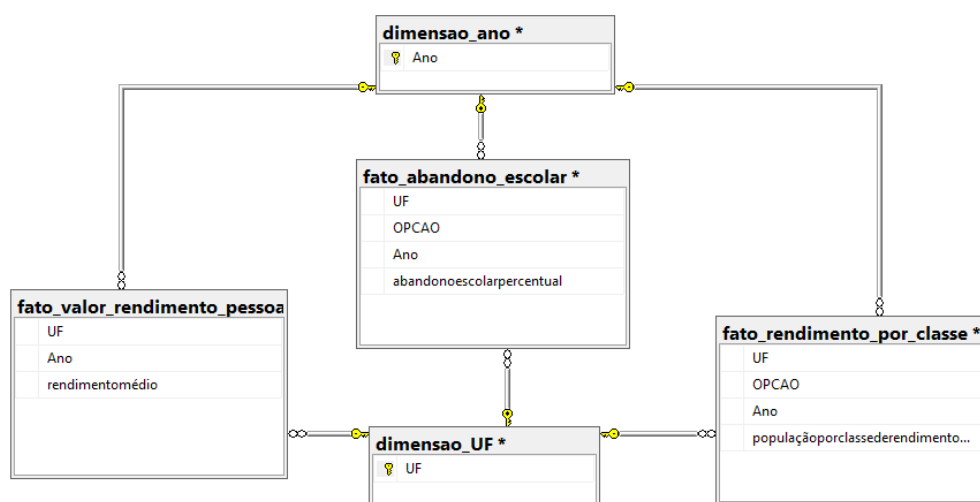 dimensao_ano *
Ano
fato_abandono_escolar *
UF
OPCAO
Ano
abandonoescolarpercentual
fato_valor_rendimento_pessoa
UF
Ano
rendimentomédio
fato_rendimento_por_classe *
UF
OPCAO
Ano
populaçãoporclassederendimento...
dimensao_UF *
UF